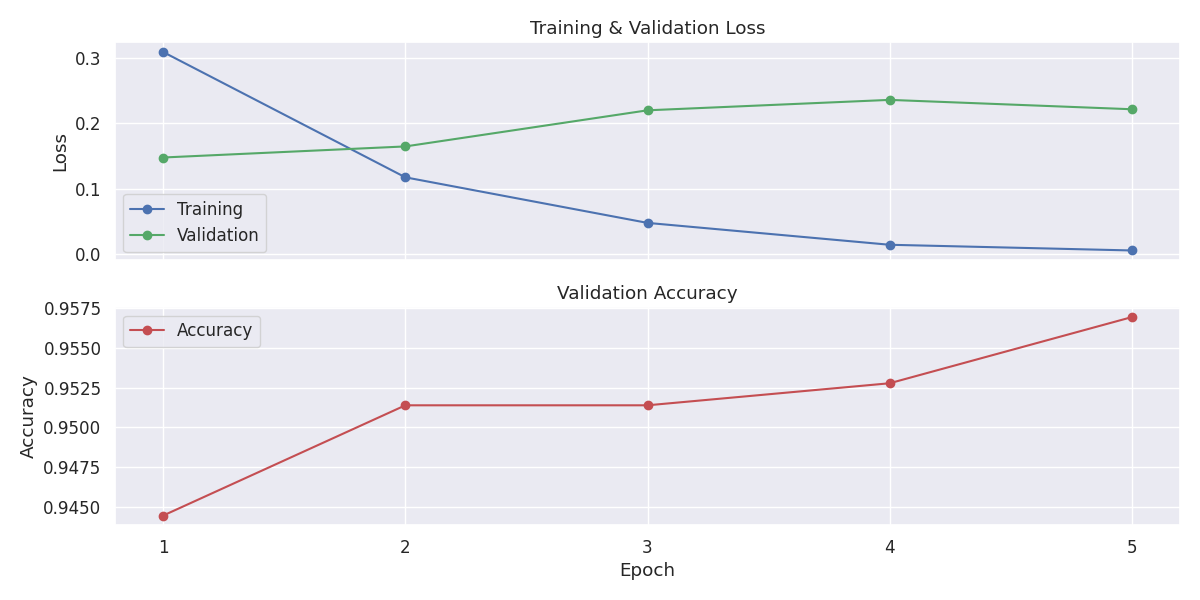 Training & Validation Loss
0.3
0.2
0.1
0.0
Loss
Training
Validation
Validation Accuracy
0.9575
0.9550
0.9525
0.9500
0.9475
0.9450
Accuracy
Accuracy
1 2 3 4 5
Epoch